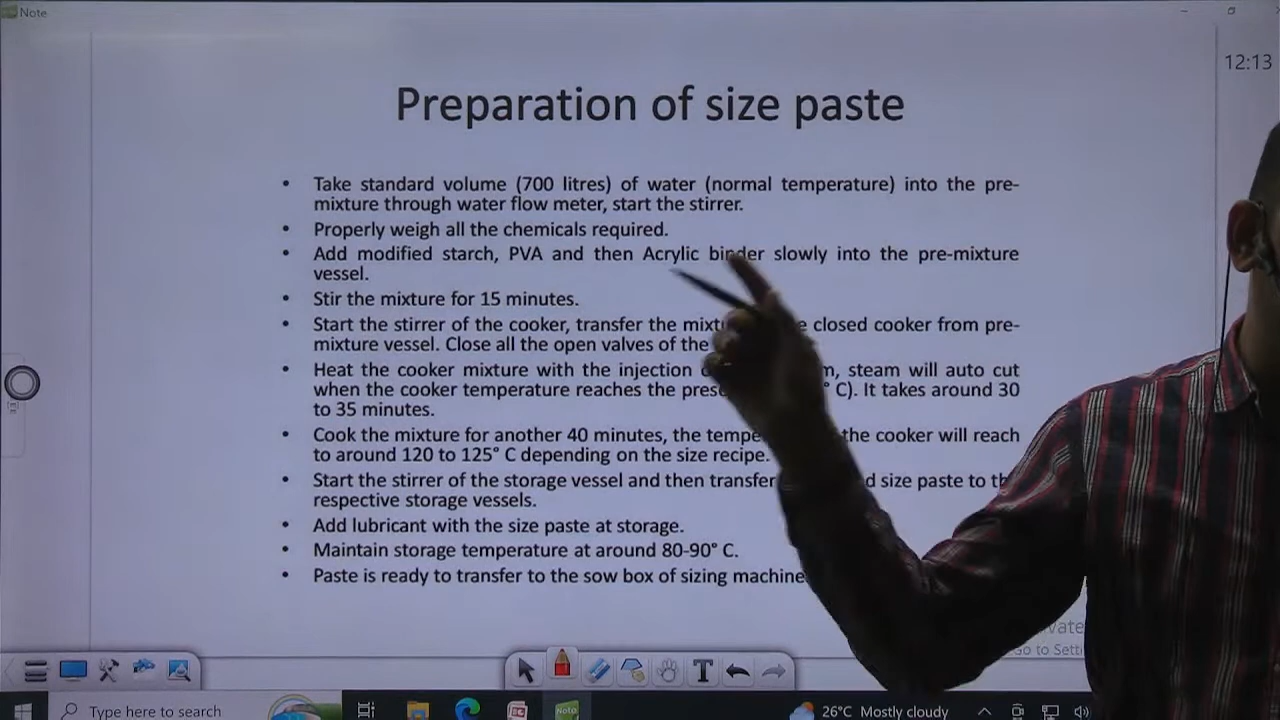 Note
12:13
Preparation of size paste
• Take standard volume (700 litres) of water (normal temperature) into the pre-
mixture through water flow meter, start the stirrer.
• Properly weigh all the chemicals required.
• Add modified starch, PVA and then Acrylic binder slowly into the pre-mixture
vessel.
• Stir the mixture for 15 minutes.
• Start the stirrer of the cooker, transfer the closed cooker from pre-
mixture vessel. Close all the open valves of the
• Heat the cooker mixture with the injection steam will auto cut
when the cooker temperature reaches the ° C). It takes around 30
to 35 minutes.
• Cook the mixture for another 40 minutes, the the cooker will reach
to around 120 to 125° C depending on the size recipe.
• Start the stirrer of the storage vessel and then transfer size paste to
respective storage vessels.
• Add lubricant with the size paste at storage.
• Maintain storage temperature at around 80-90° C.
• Paste is ready to transfer to the sow box of sizing machine
Go to
T
Type here to search
Note
26°C Mostly cloudy